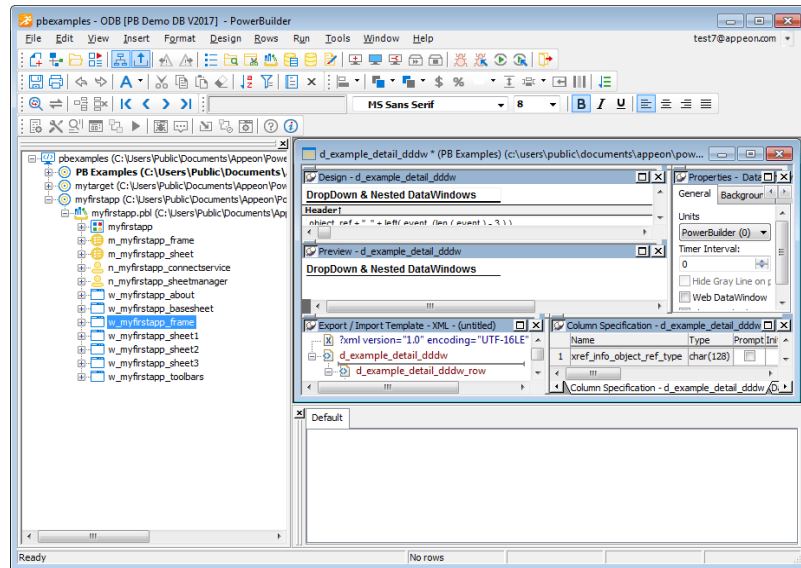 pbexamples - ODB [PB Demo DB V2017] - PowerBuilder
File Edit View Insert Format Design Rows Run Tools Window Help test7@appeon.com
MS Sans Serif 8 B I U
pbexamples (C:\Users\Public\Documents\Appeon\Powe
PB Examples (C:\Users\Public\Documents\
mytarget (C:\Users\Public\Documents\Appeon\Pow
myfirstapp (C:\Users\Public\Documents\Appeon\Pc
myfirstapp.pbl (C:\Users\Public\Documents\Ap
myfirstapp
m_myfirstapp_frame
m_myfirstapp_sheet
n_myfirstapp_connectservice
n_myfirstapp_sheetmanager
w_myfirstapp_about
w_myfirstapp_basesheet
w_myfirstapp_frame
w_myfirstapp_sheet1
w_myfirstapp_sheet2
w_myfirstapp_sheet3
w_myfirstapp_toolbars
d_example_detail_dddw * (PB Examples) (c:\users\public\documents\appeon\pow...
Design - d_example_detail_dddw
DropDown & Nested DataWindows
Header↑
object_ref + "." + left( event, (len ( event ) - 3 ) )
Preview - d_example_detail_dddw
DropDown & Nested DataWindows
Properties - Data
General Backgrour
Units
PowerBuilder (0)
Timer Interval:
0
Hide Gray Line on p
Web DataWindow
Export / Import Template - XML - (untitled)
?xml version="1.0" encoding="UTF-16LE"
d_example_detail_dddw
d_example_detail_dddw_row
Column Specification - d_example_detail_dddw
Name Type Prompt Init
1 xref_info_object_ref_type char(128)
Column Specification - d_example_detail_dddw
Default
Ready No rows